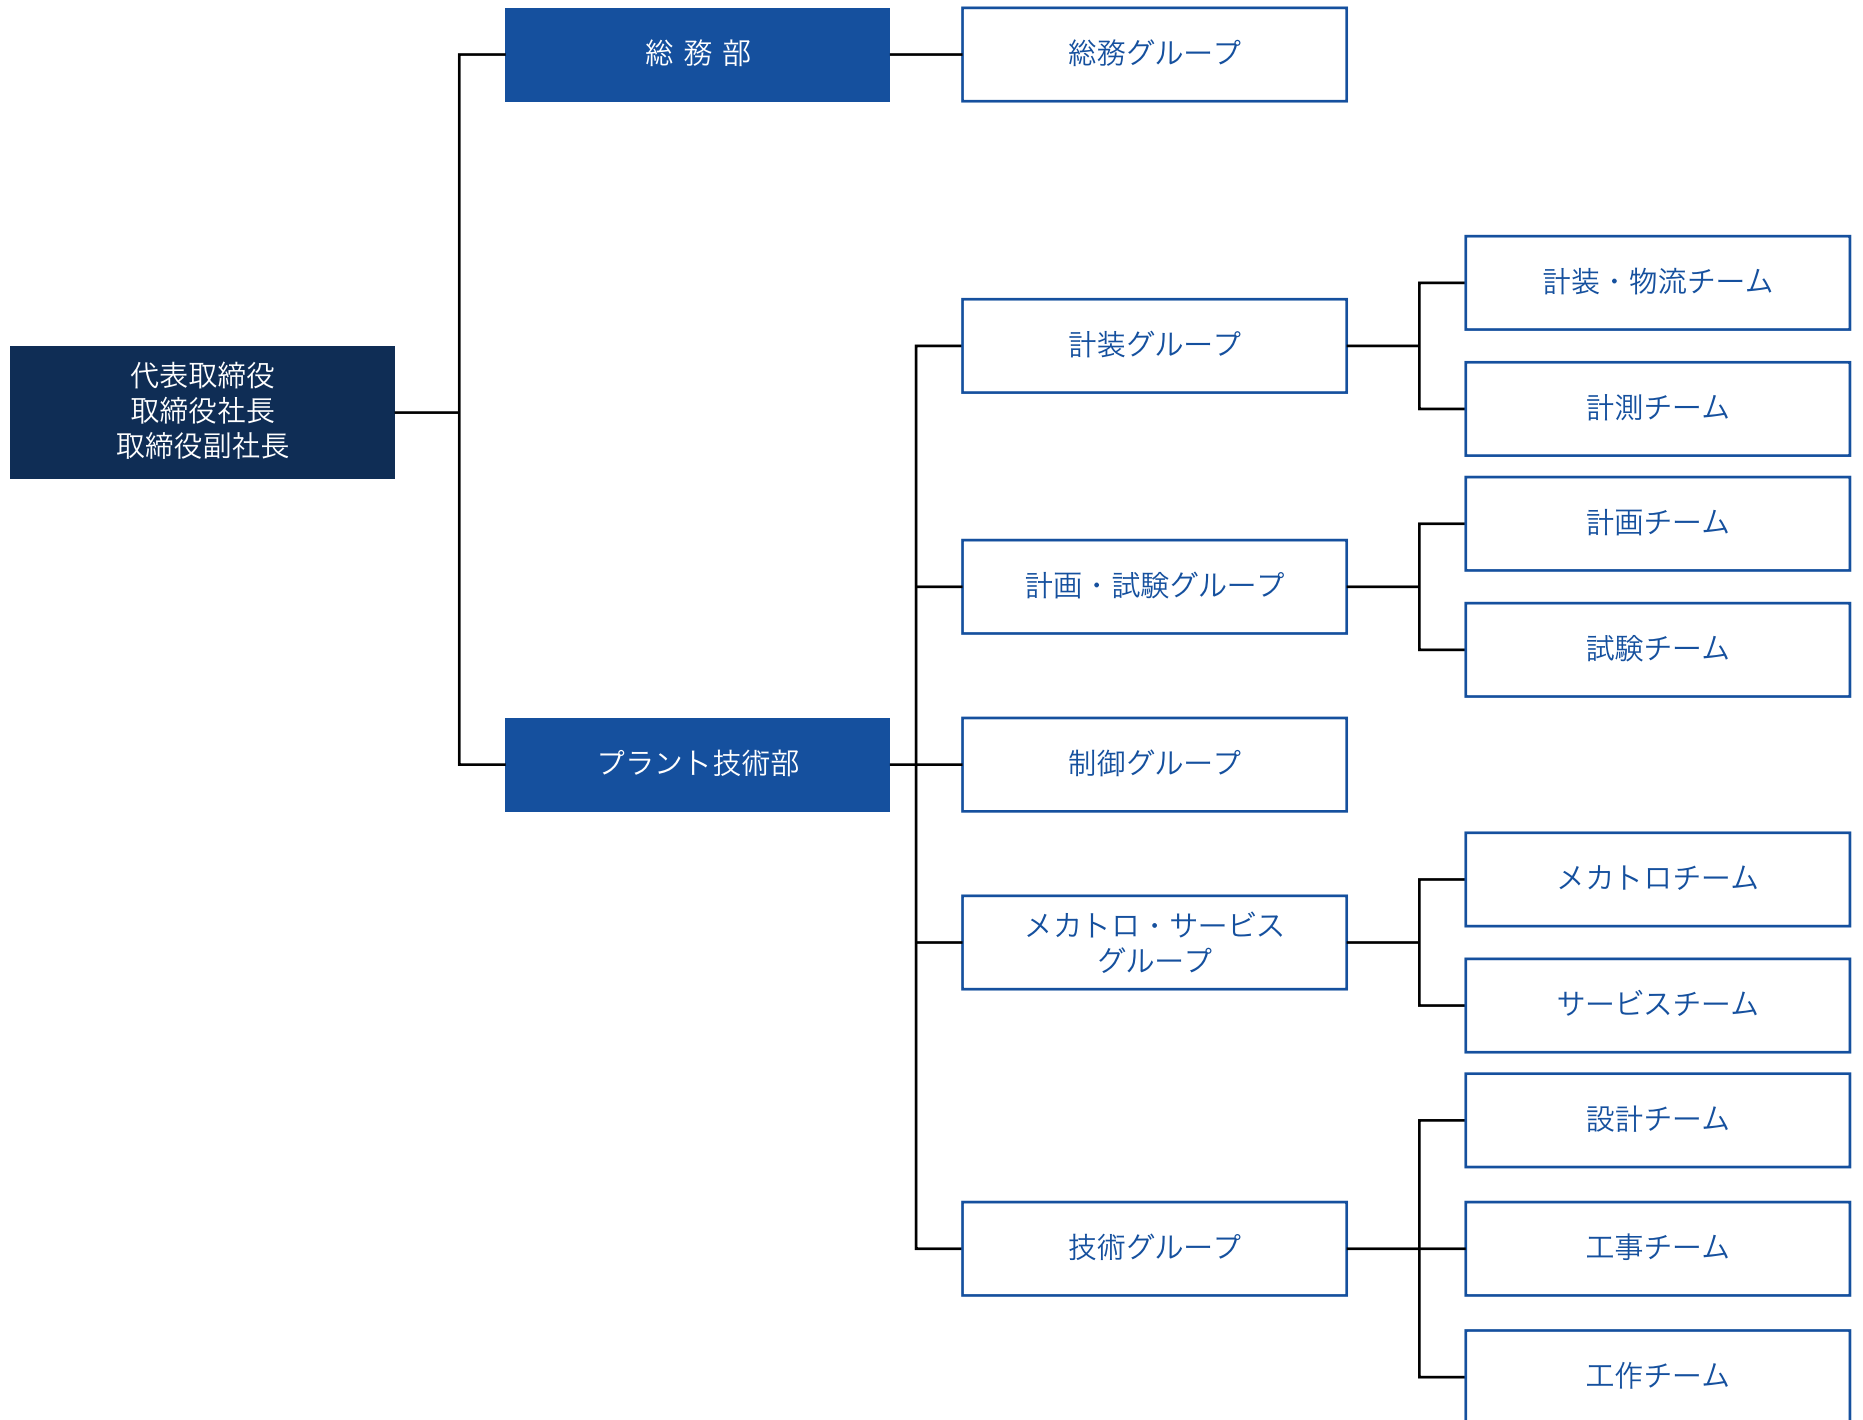 総 務 部
総務グループ
代表取締役
取締役社長
取締役副社長
プラント技術部
計装グループ
計装・物流チーム
計測チーム
計画・試験グループ
計画チーム
試験チーム
制御グループ
メカトロ・サービス
グループ
メカトロチーム
サービスチーム
技術グループ
設計チーム
工事チーム
工作チーム